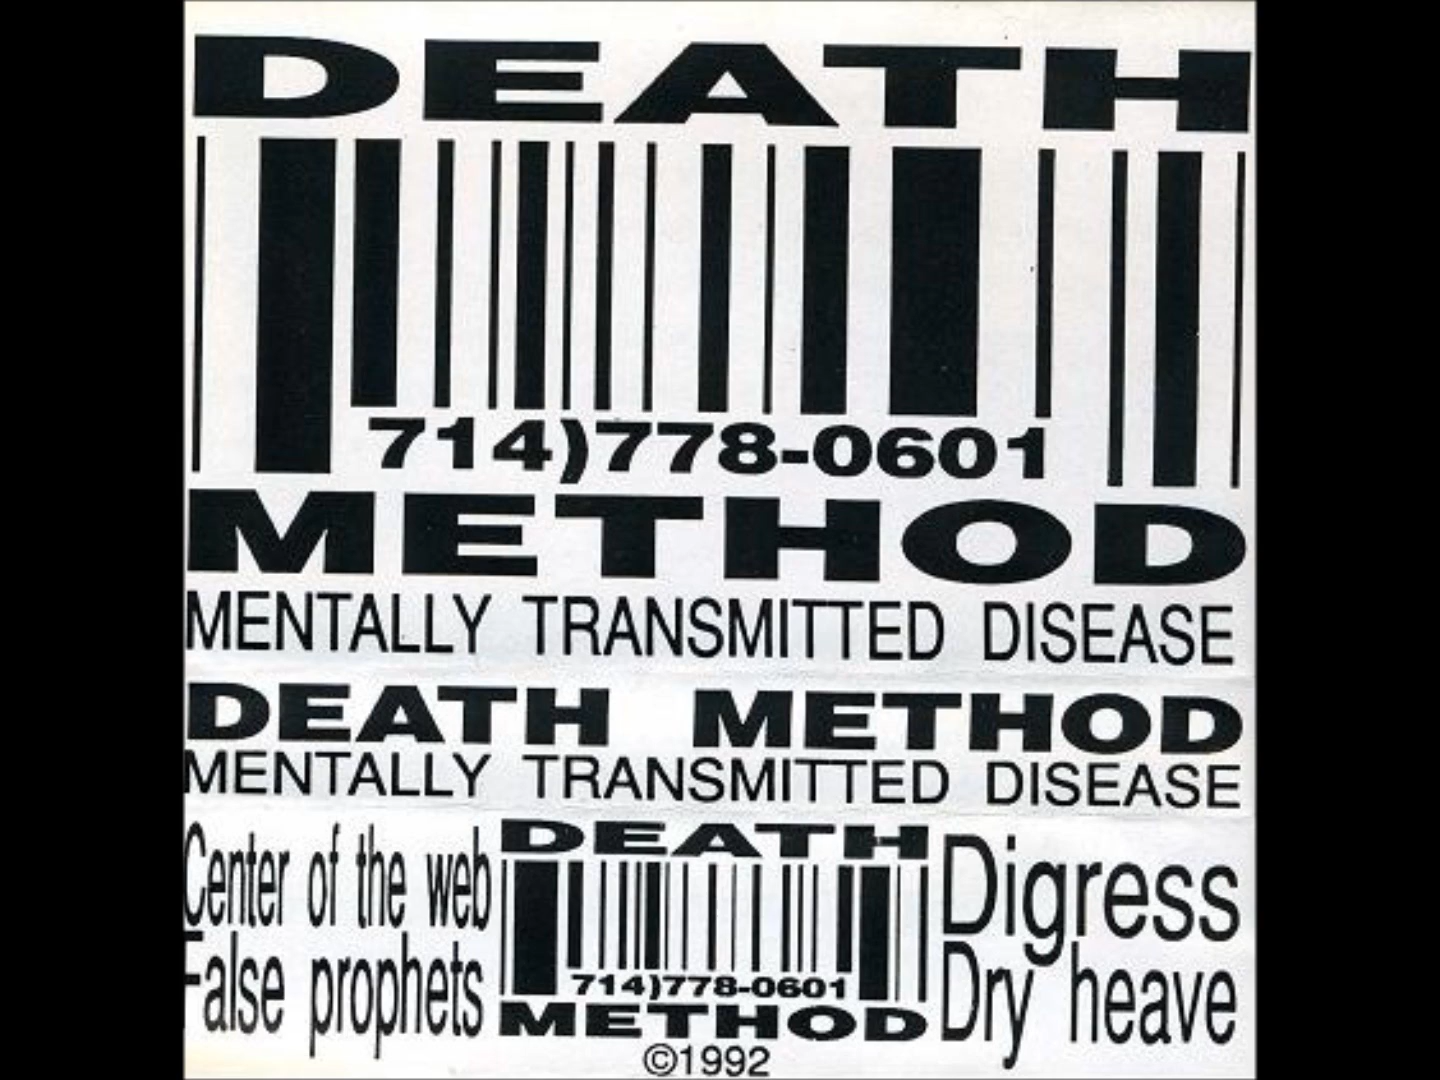 DEATH
714)778-0601
METHOD
MENTALLY TRANSMITTED DISEASE
DEATH METHOD
MENTALLY TRANSMITTED DISEASE
Center of the web
False prophets
DEATH
714)778-0601
METHOD
Digress
Dry heave
©1992